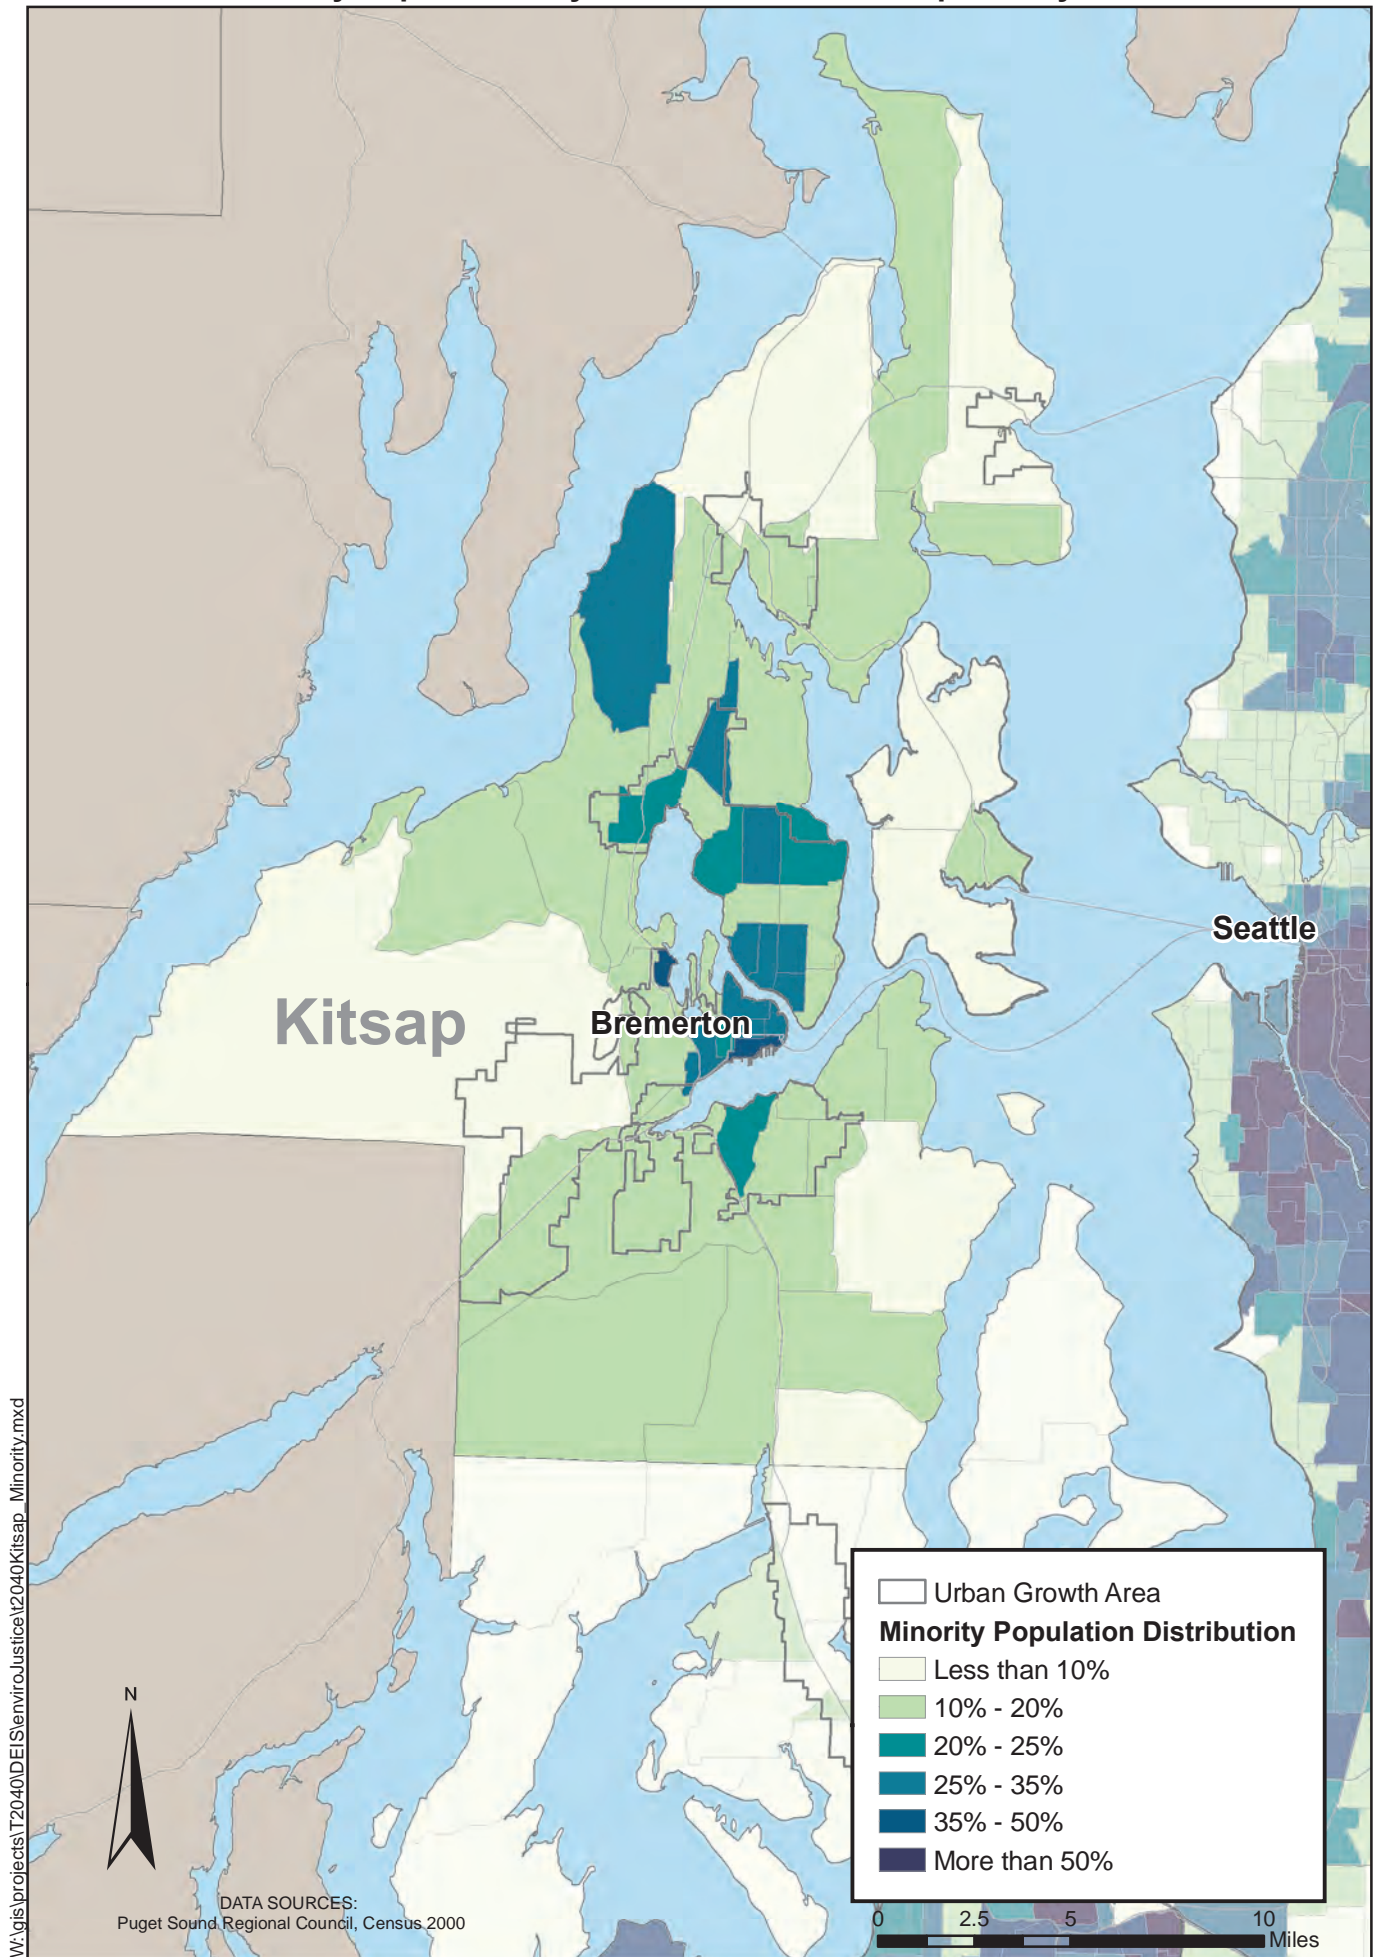 Kitsap
Bremerton
Seattle
Urban Growth Area
Minority Population Distribution
Less than 10%
10% - 20%
20% - 25%
25% - 35%
35% - 50%
More than 50%
N
DATA SOURCES:
Puget Sound Regional Council, Census 2000
0 2.5 5 10
Miles
W:\gis\projects\T2040\DEIS\enviroJustice\t2040Kitsap_Minority.mxd